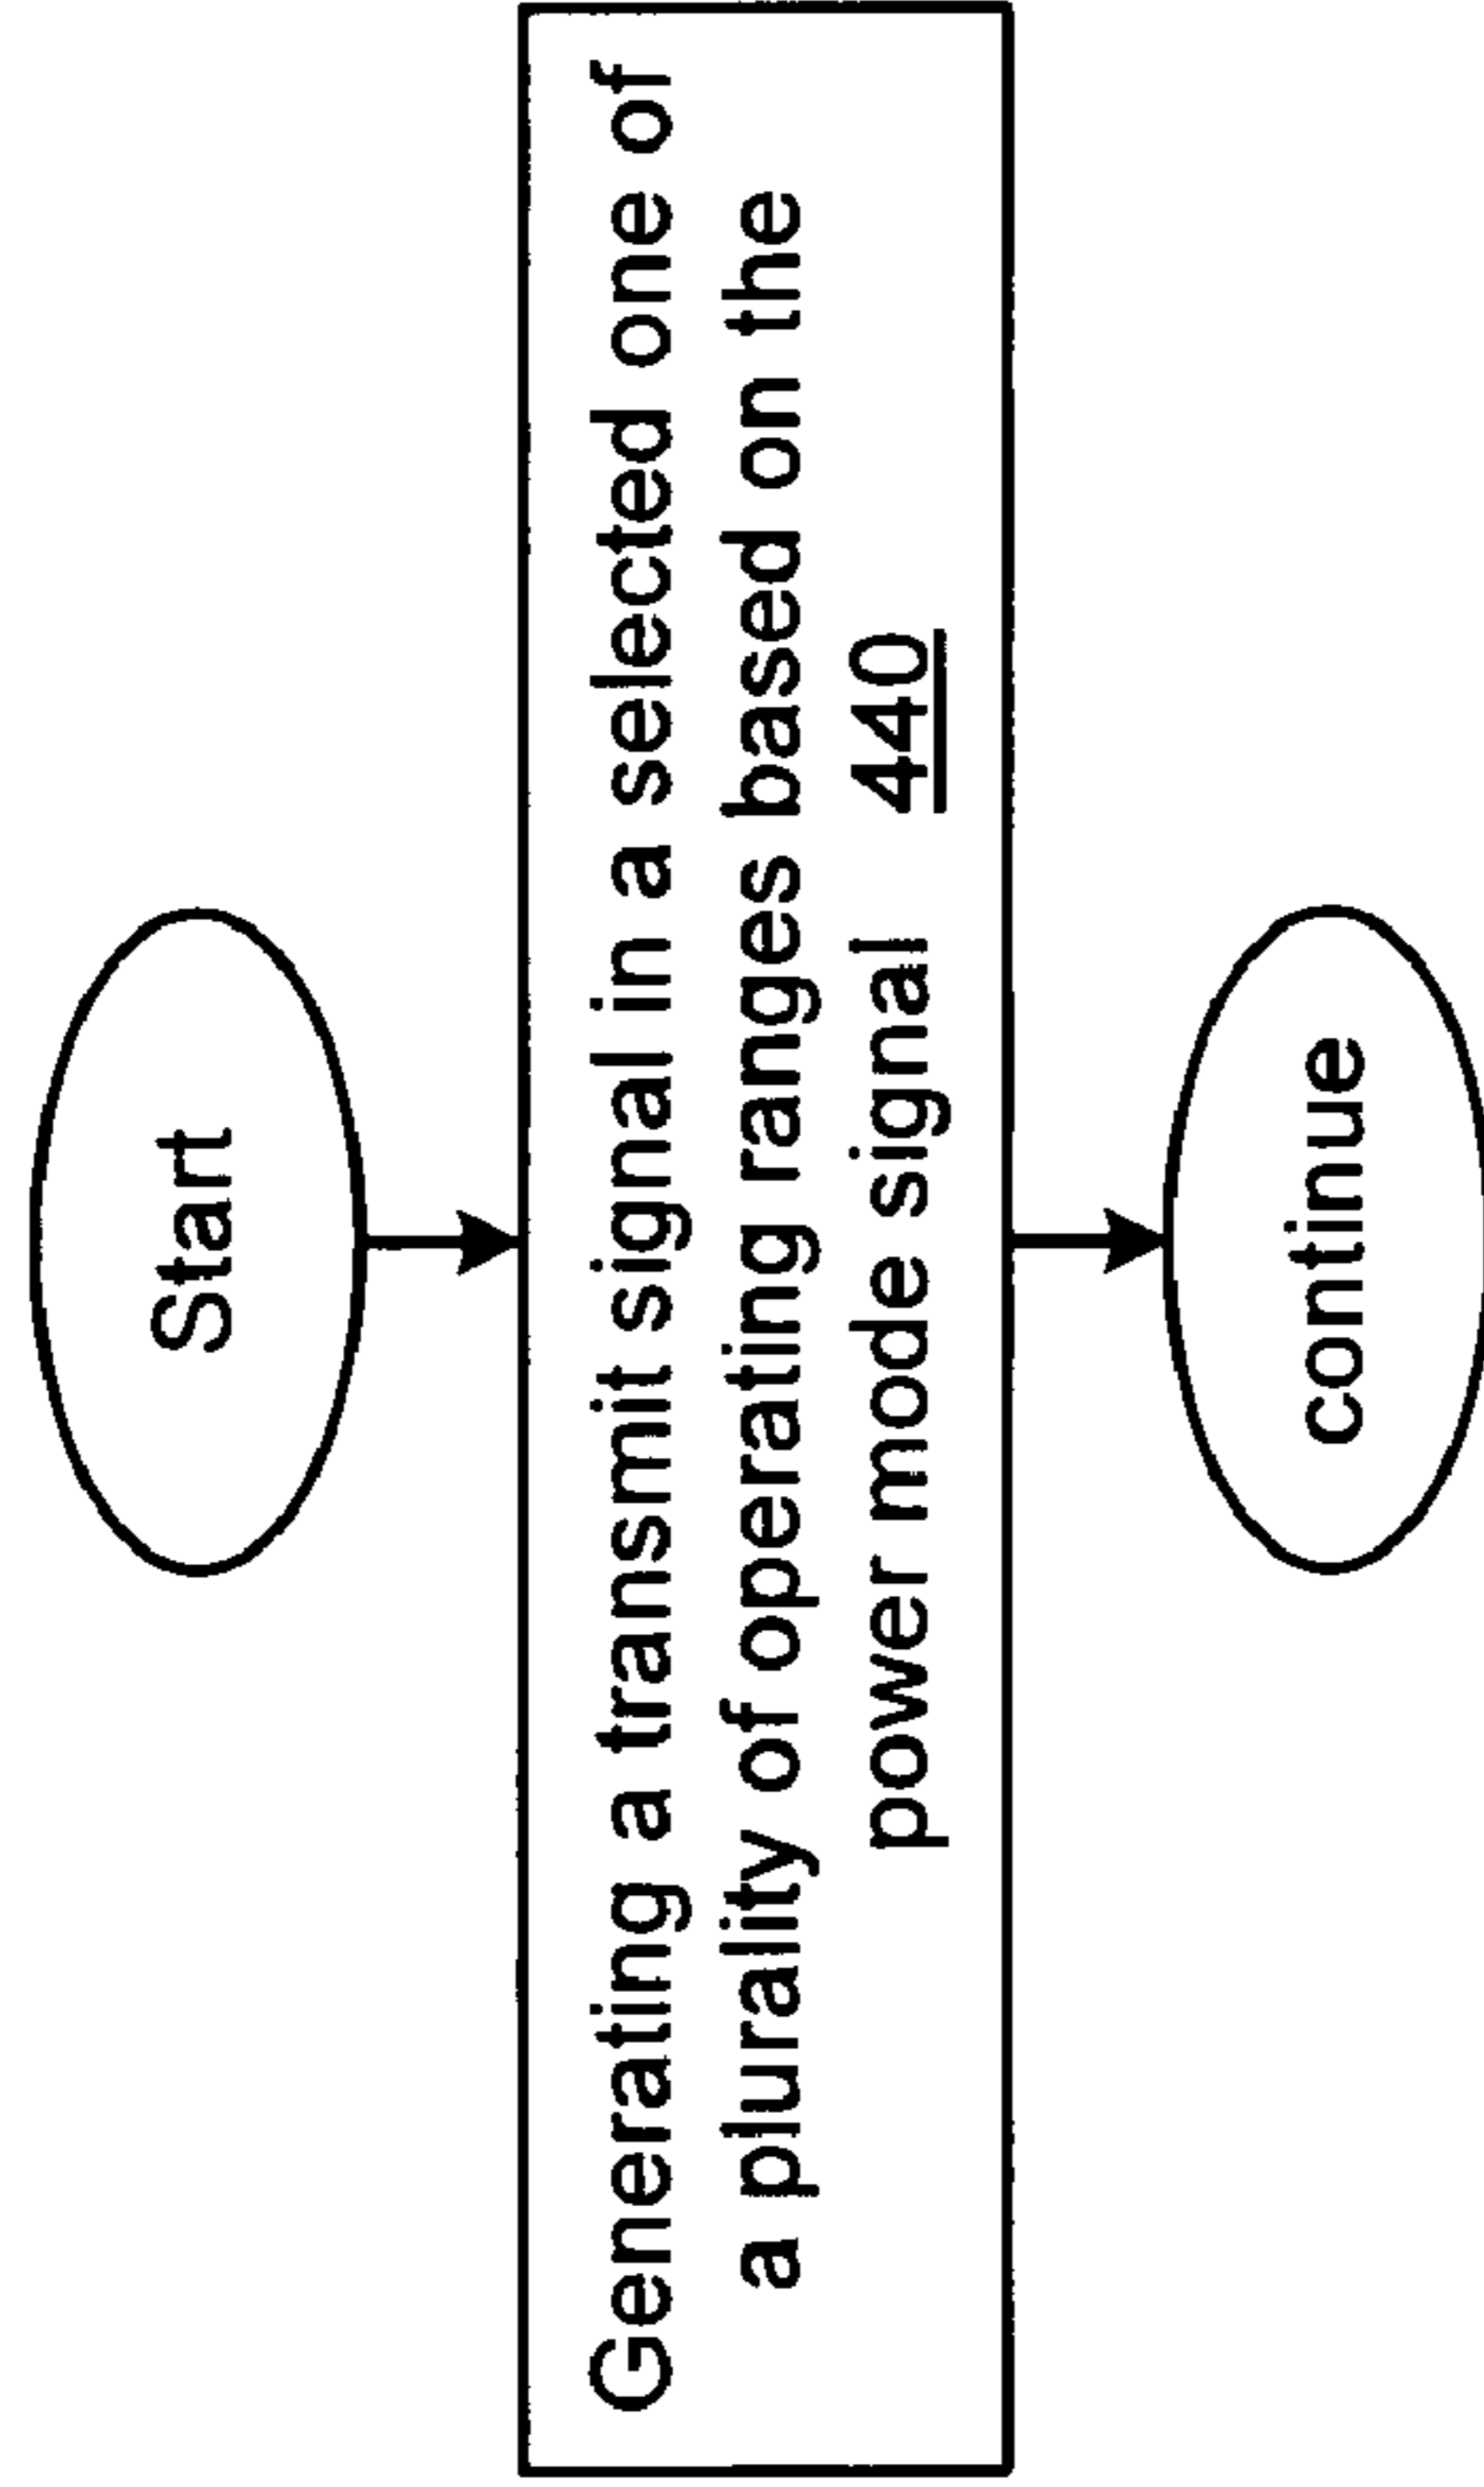 Start
Generating a transmit signal in a selected one of
a plurality of operating ranges based on the
power mode signal 440
continue